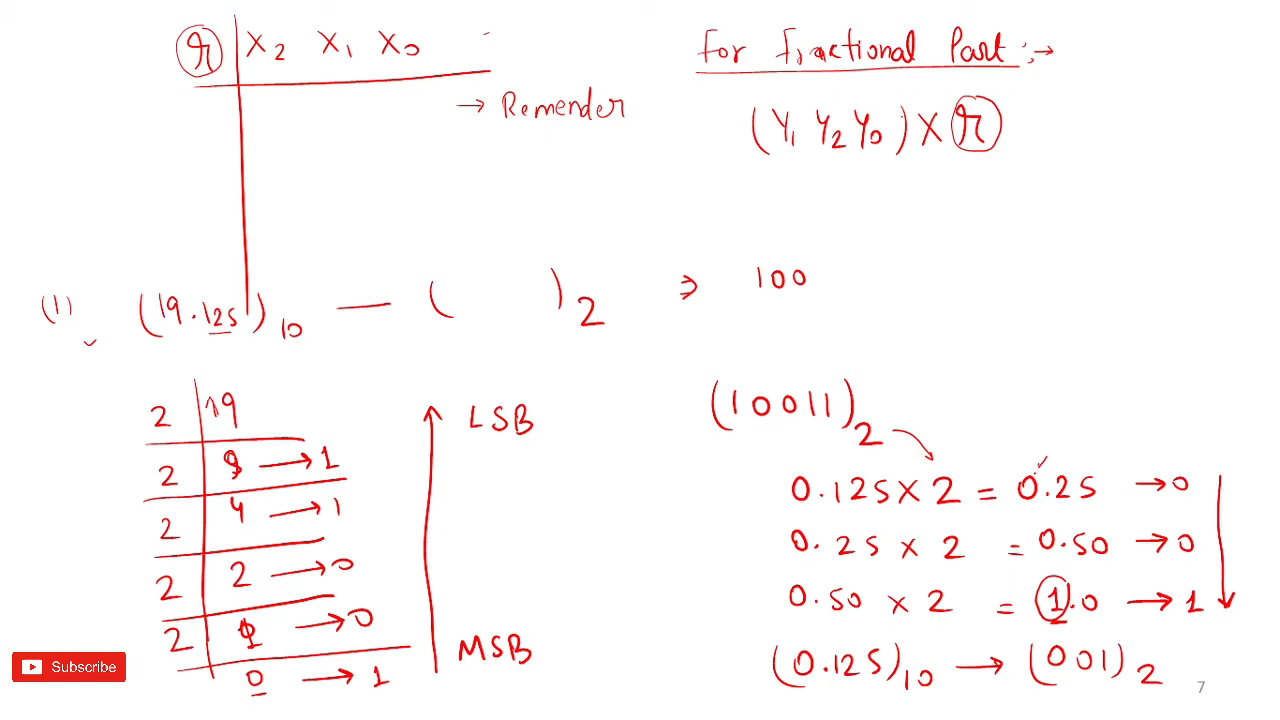 r | X2 X1 X0
→ Remender
For Fractional Part :→
(Y1 Y2 Y0) X r
(1) (19.125)10 — ( )2 ⇒ 100
2 | 19
2 | 9 → 1
2 | 4 → 1
2 | 2 → 0
2 | 1 → 0
0 → 1
LSB
MSB
(10011)2
0.125 X 2 = 0.25 → 0
0.25 x 2 = 0.50 → 0
0.50 x 2 = 1.0 → 1
(0.125)10 → (001)2
Subscribe
7